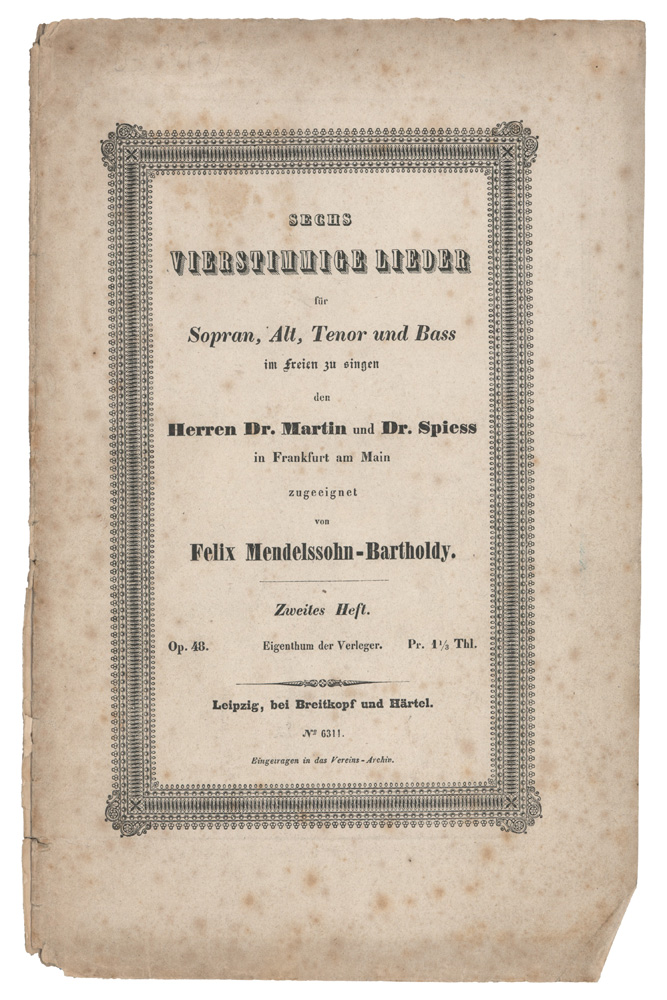 SECHS
VIERSTIMMIGE LIEDER
für
Sopran, Alt, Tenor und Bass
im Freien zu singen
den
Herren Dr. Martin und Dr. Spiess
in Frankfurt am Main
zugeeignet
von
Felix Mendelssohn-Bartholdy.
Zweites Heft.
Op. 48. Eigenthum der Verleger. Pr. 1 1/3 Thl.
Leipzig, bei Breitkopf und Härtel.
Nº 6311.
Eingetragen in das Vereins-Archiv.